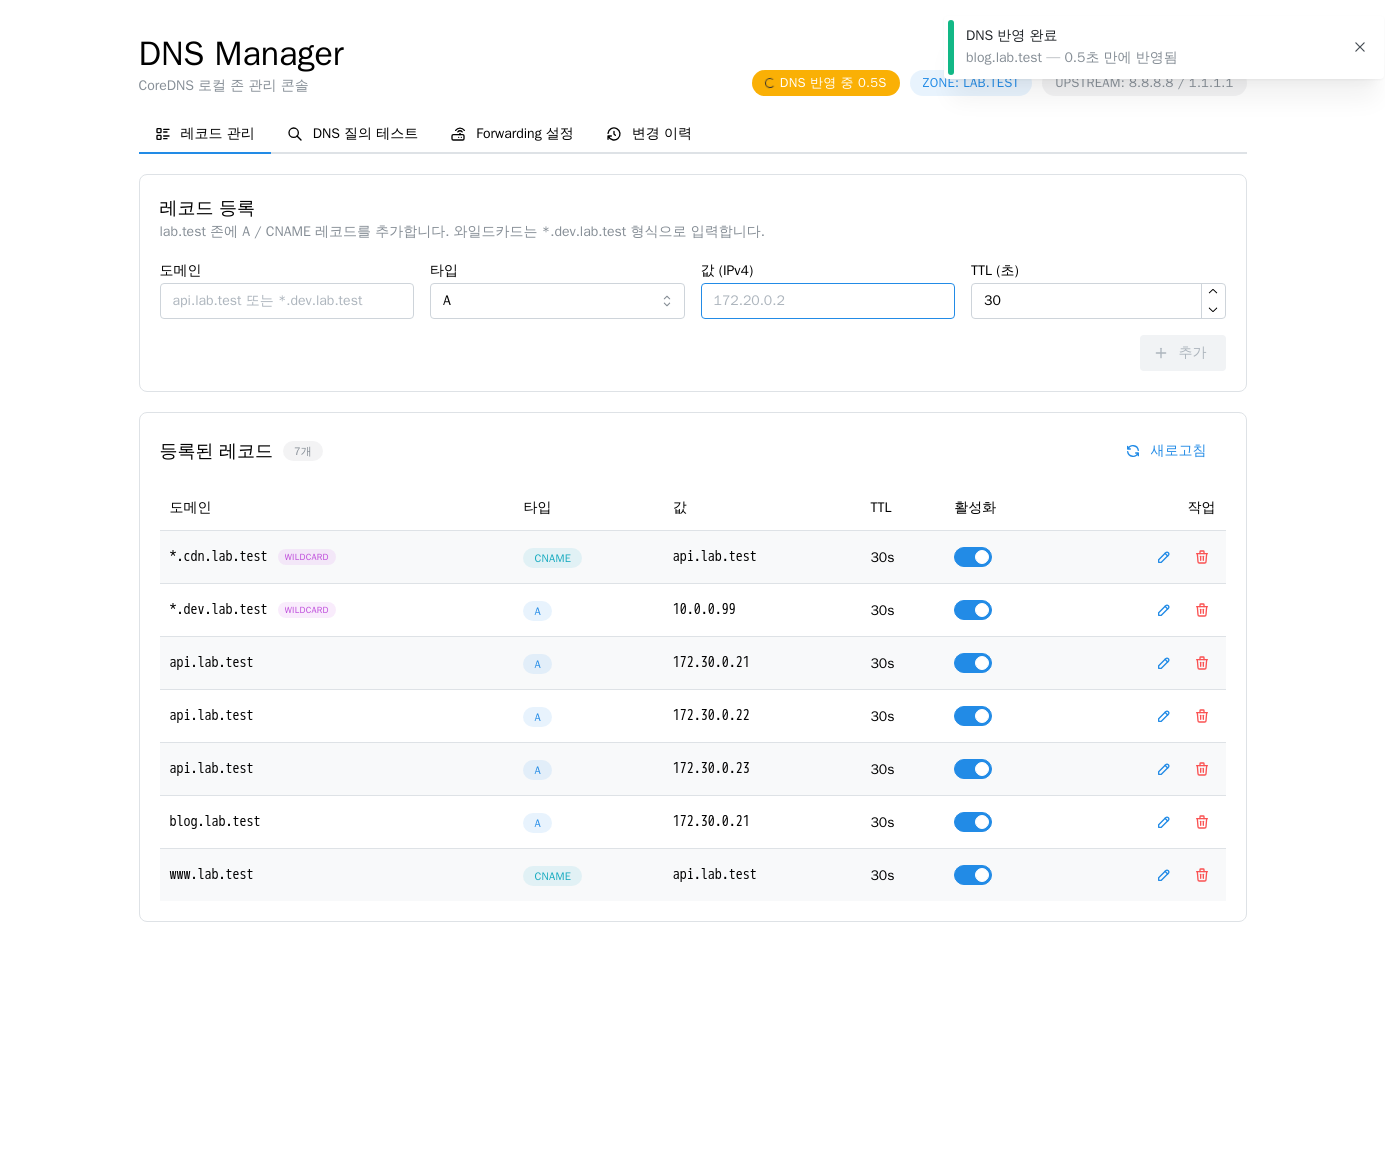 DNS Manager
CoreDNS 로컬 존 관리 콘솔
DNS 반영 완료
blog.lab.test — 0.5초 만에 반영됨
DNS 반영 중 0.5S
ZONE: LAB.TEST
UPSTREAM: 8.8.8.8 / 1.1.1.1
레코드 관리
DNS 질의 테스트
Forwarding 설정
변경 이력
레코드 등록
lab.test 존에 A / CNAME 레코드를 추가합니다. 와일드카드는 *.dev.lab.test 형식으로 입력합니다.
도메인 타입 값 (IPv4) TTL (초)
api.lab.test 또는 *.dev.lab.test A 172.20.0.2 30
추가
등록된 레코드 7개 새로고침
도메인 타입 값 TTL 활성화 작업
*.cdn.lab.test WILDCARD CNAME api.lab.test 30s
*.dev.lab.test WILDCARD A 10.0.0.99 30s
api.lab.test A 172.30.0.21 30s
api.lab.test A 172.30.0.22 30s
api.lab.test A 172.30.0.23 30s
blog.lab.test A 172.30.0.21 30s
www.lab.test CNAME api.lab.test 30s